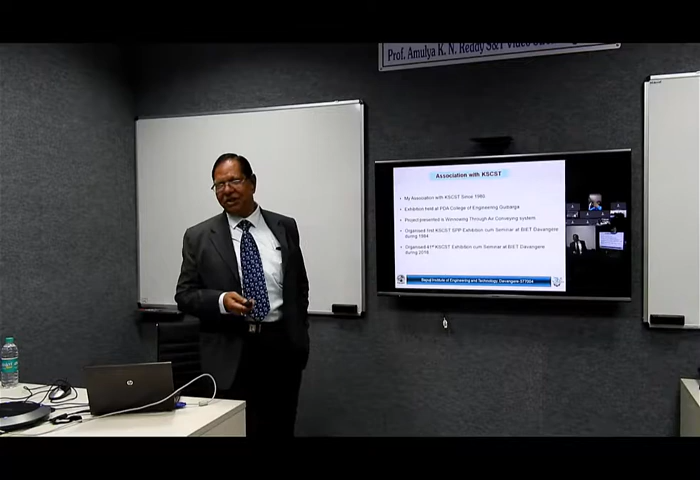 Prof. Amulya K. N. Reddy S&T Video
Association with KSCST
• My Association with KSCST Since 1980
• Exhibition held at PDA College of Engineering Gulbarga
• Project presented is Winnowing Through Air Conveying system
• Organised first KSCST SPP Exhibition cum Seminar at BIET Davangere
during 1994
• Organised 41st KSCST Exhibition cum Seminar at BIET Davangere
during 2018
Bapuji Institute of Engineering and Technology, Davangere-577004
hp